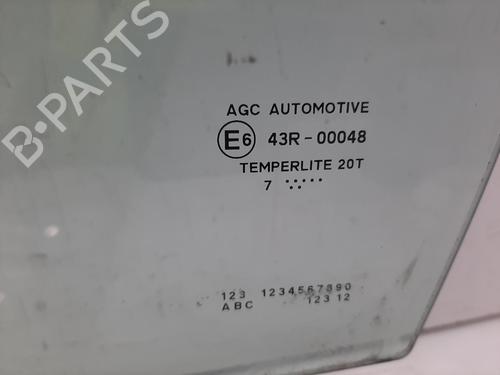 AGC AUTOMOTIVE
E6 43R-00048
TEMPERLITE 20T
7
123 1234567890
ABC 123 12
B-PARTS